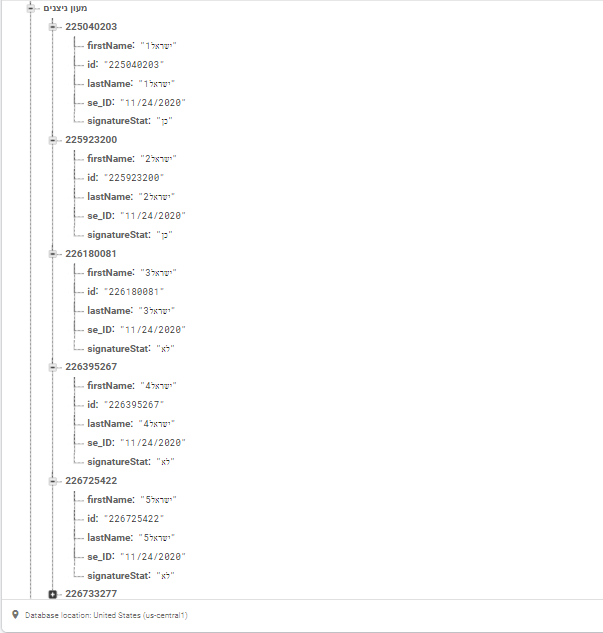 מעון ניצנים
225040203
firstName: "ישראל1"
id: "225040203"
lastName: "ישראל1"
se_ID: "11/24/2020"
signatureStat: "כן"
225923200
firstName: "ישראל2"
id: "225923200"
lastName: "ישראל2"
se_ID: "11/24/2020"
signatureStat: "כן"
226180081
firstName: "ישראל3"
id: "226180081"
lastName: "ישראל3"
se_ID: "11/24/2020"
signatureStat: "לא"
226395267
firstName: "ישראל4"
id: "226395267"
lastName: "ישראל4"
se_ID: "11/24/2020"
signatureStat: "לא"
226725422
firstName: "ישראל5"
id: "226725422"
lastName: "ישראל5"
se_ID: "11/24/2020"
signatureStat: "לא"
226733277
Database location: United States (us-central1)